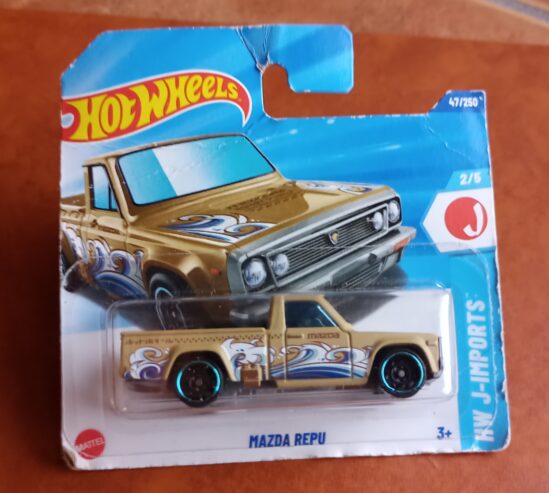 Hot Wheels
47/250
2/5
J
HW J-IMPORTS
mazda
MATTEL
MAZDA REPU
3+